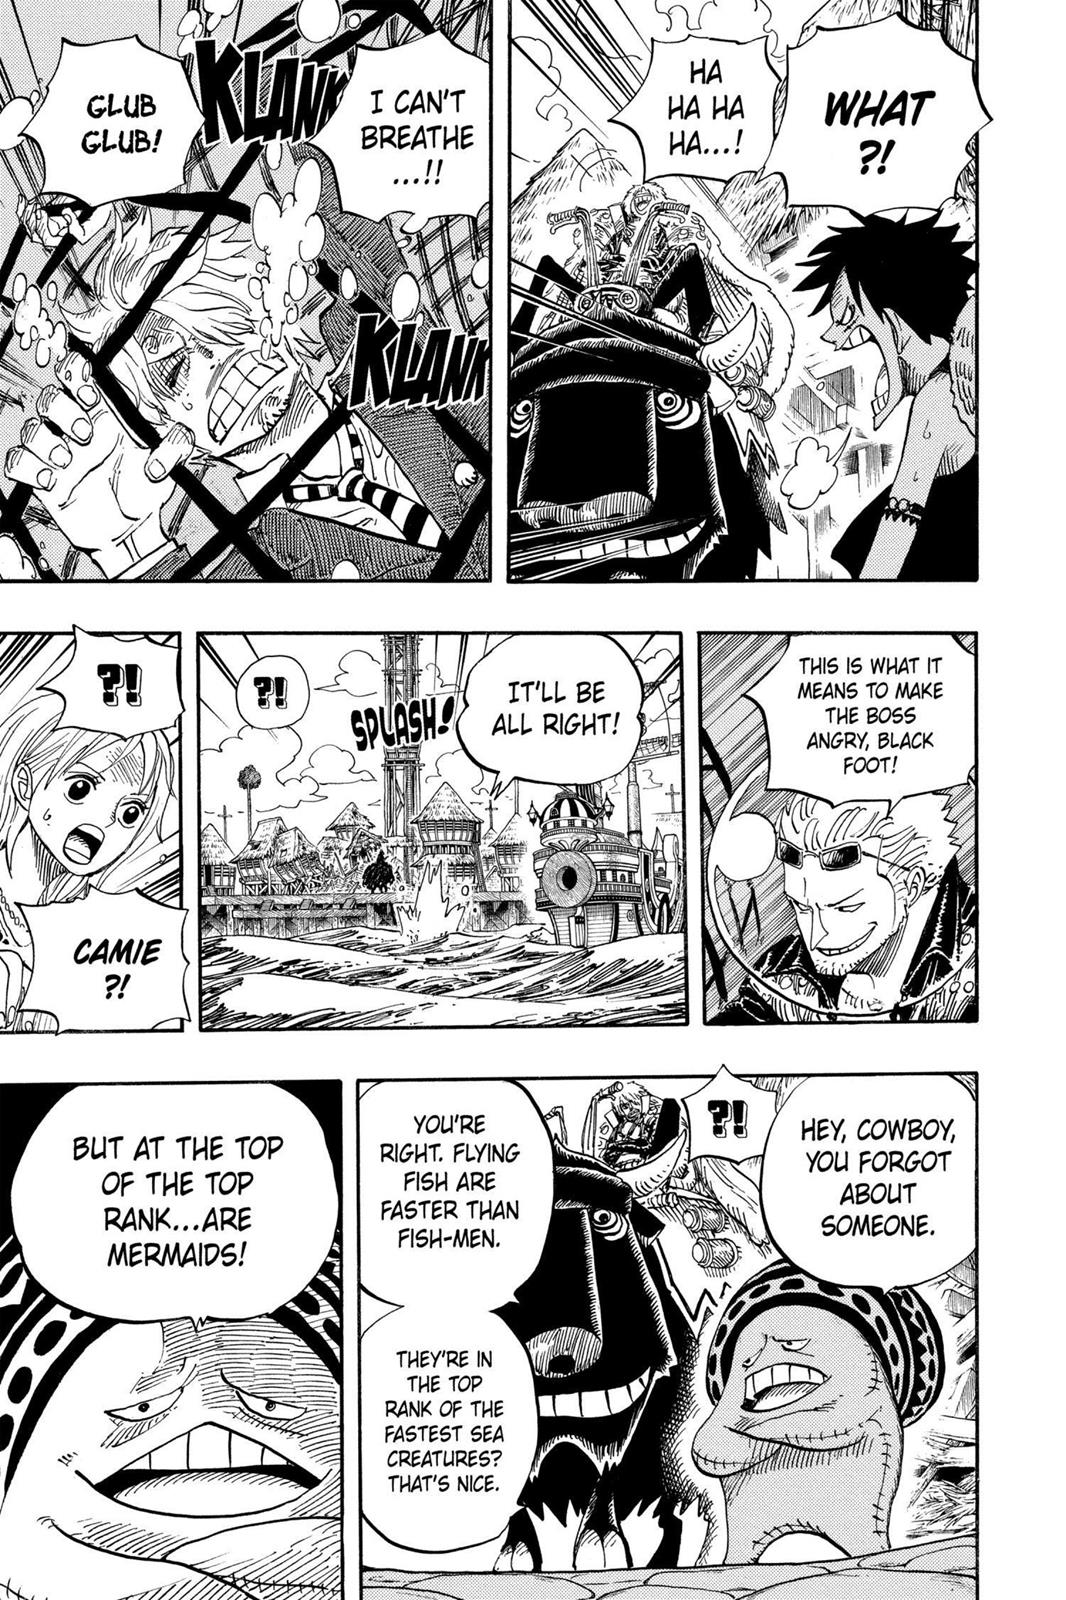 WHAT
?!
HA
HA HA
HA...!
I CAN'T
BREATHE
...!!
KLANK
GLUB
GLUB!
KLANK
THIS IS WHAT IT
MEANS TO MAKE
THE BOSS
ANGRY, BLACK
FOOT!
IT'LL BE
ALL RIGHT!
SPLASH!
?!
?!
CAMIE
?!
HEY, COWBOY,
YOU FORGOT
ABOUT
SOMEONE.
?!
YOU'RE
RIGHT. FLYING
FISH ARE
FASTER THAN
FISH-MEN.
THEY'RE IN
THE TOP
RANK OF THE
FASTEST SEA
CREATURES?
THAT'S NICE.
BUT AT THE TOP
OF THE TOP
RANK...ARE
MERMAIDS!